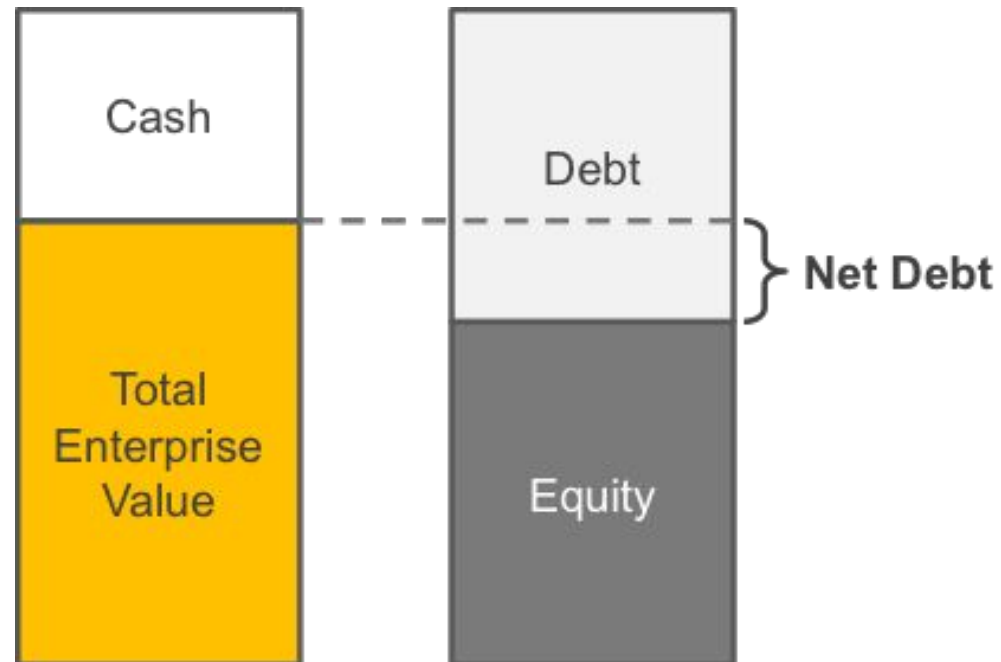 Cash
Debt
Net Debt
Total
Enterprise
Value
Equity